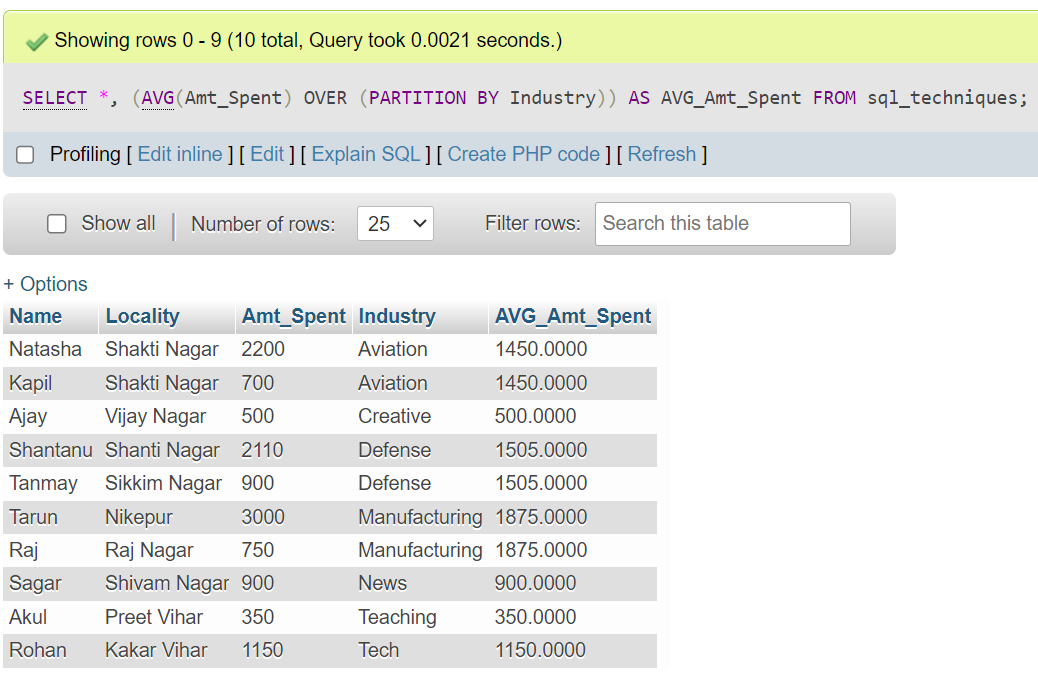 Showing rows 0 - 9 (10 total, Query took 0.0021 seconds.)
SELECT *, (AVG(Amt_Spent) OVER (PARTITION BY Industry)) AS AVG_Amt_Spent FROM sql_techniques;
Profiling [ Edit inline ] [ Edit ] [ Explain SQL ] [ Create PHP code ] [ Refresh ]
Show all | Number of rows: 25 Filter rows: Search this table
+ Options
Name Locality Amt_Spent Industry AVG_Amt_Spent
Natasha Shakti Nagar 2200 Aviation 1450.0000
Kapil Shakti Nagar 700 Aviation 1450.0000
Ajay Vijay Nagar 500 Creative 500.0000
Shantanu Shanti Nagar 2110 Defense 1505.0000
Tanmay Sikkim Nagar 900 Defense 1505.0000
Tarun Nikepur 3000 Manufacturing 1875.0000
Raj Raj Nagar 750 Manufacturing 1875.0000
Sagar Shivam Nagar 900 News 900.0000
Akul Preet Vihar 350 Teaching 350.0000
Rohan Kakar Vihar 1150 Tech 1150.0000